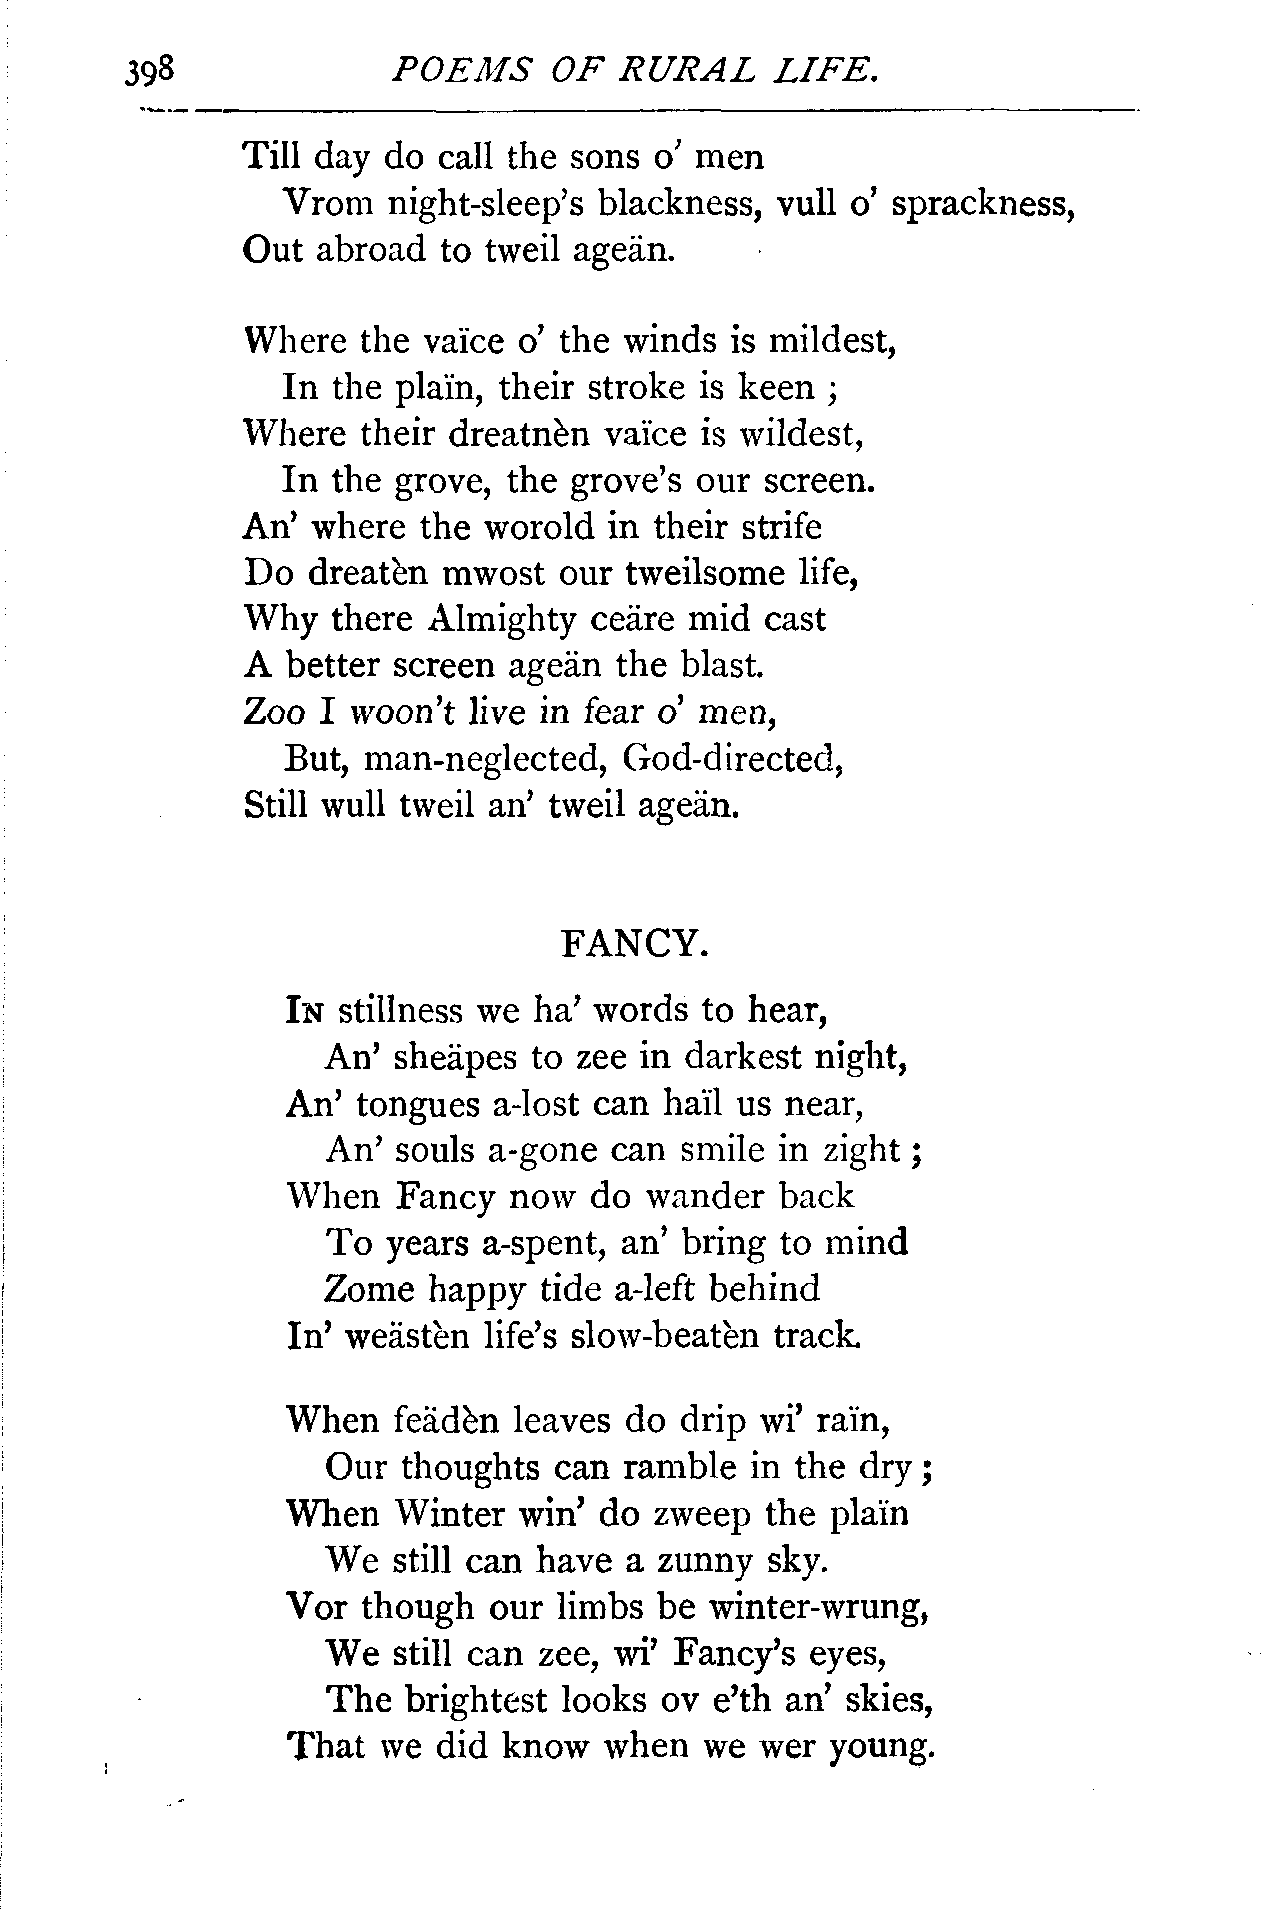 398 POEMS OF RURAL LIFE.
Till day do call the sons o' men
Vrom night-sleep's blackness, vull o' sprackness,
Out abroad to tweil ageän.
Where the vaïce o' the winds is mildest,
In the plaïn, their stroke is keen ;
Where their dreatnèn vaïce is wildest,
In the grove, the grove's our screen.
An' where the worold in their strife
Do dreatèn mwost our tweilsome life,
Why there Almighty ceäre mid cast
A better screen ageän the blast.
Zoo I woon't live in fear o' men,
But, man-neglected, God-directed,
Still wull tweil an' tweil ageän.
FANCY.
IN stillness we ha' words to hear,
An' sheäpes to zee in darkest night,
An' tongues a-lost can haïl us near,
An' souls a-gone can smile in zight ;
When Fancy now do wander back
To years a-spent, an' bring to mind
Zome happy tide a-left behind
In' weästèn life's slow-beatèn track.
When feädèn leaves do drip wi' raïn,
Our thoughts can ramble in the dry ;
When Winter win' do zweep the plaïn
We still can have a zunny sky.
Vor though our limbs be winter-wrung,
We still can zee, wi' Fancy's eyes,
The brightest looks ov e'th an' skies,
That we did know when we wer young.